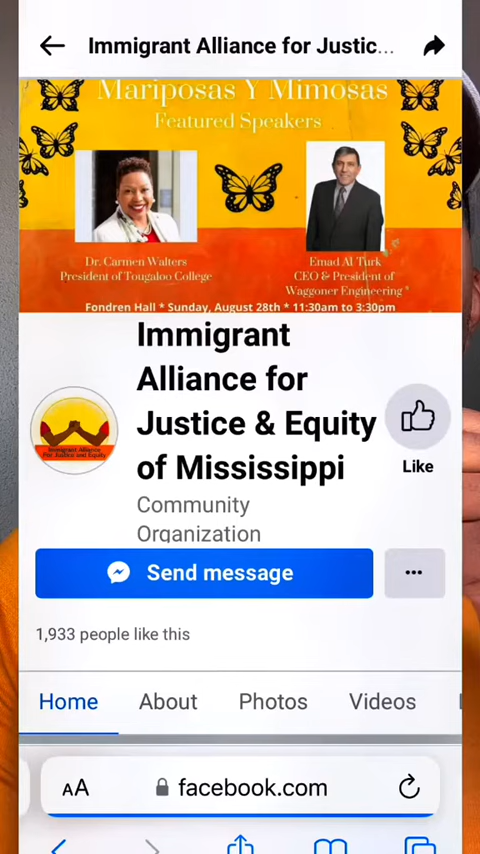 Immigrant Alliance for Justic...
Mariposas Y Mimosas
Featured Speakers
Dr. Carmen Walters
President of Tougaloo College
Emad Al Turk
CEO & President of
Waggoner Engineering
Fondren Hall * Sunday, August 28th * 11:30am to 3:30pm
Immigrant
Alliance for
Justice & Equity
of Mississippi
Immigrant Alliance
For Justice and Equity
Like
Community
Organization
Send message
1,933 people like this
Home
About
Photos
Videos
AA
facebook.com